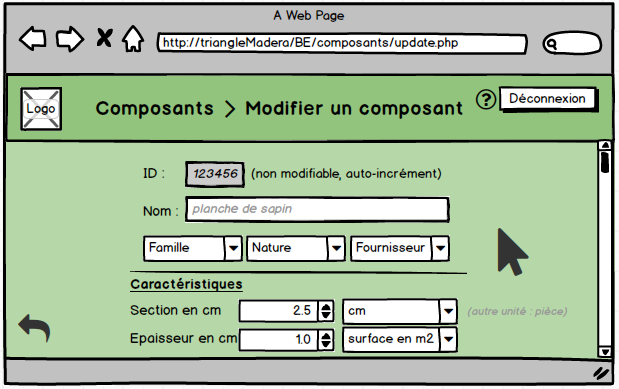 A Web Page
http://triangleMadera/BE/composants/update.php
Logo
Composants > Modifier un composant
? Déconnexion
ID : 123456 (non modifiable, auto-incrément)
Nom : planche de sapin
Famille Nature Fournisseur
Caractéristiques
Section en cm 2.5 cm (autre unité : pièce)
Epaisseur en cm 1.0 surface en m2